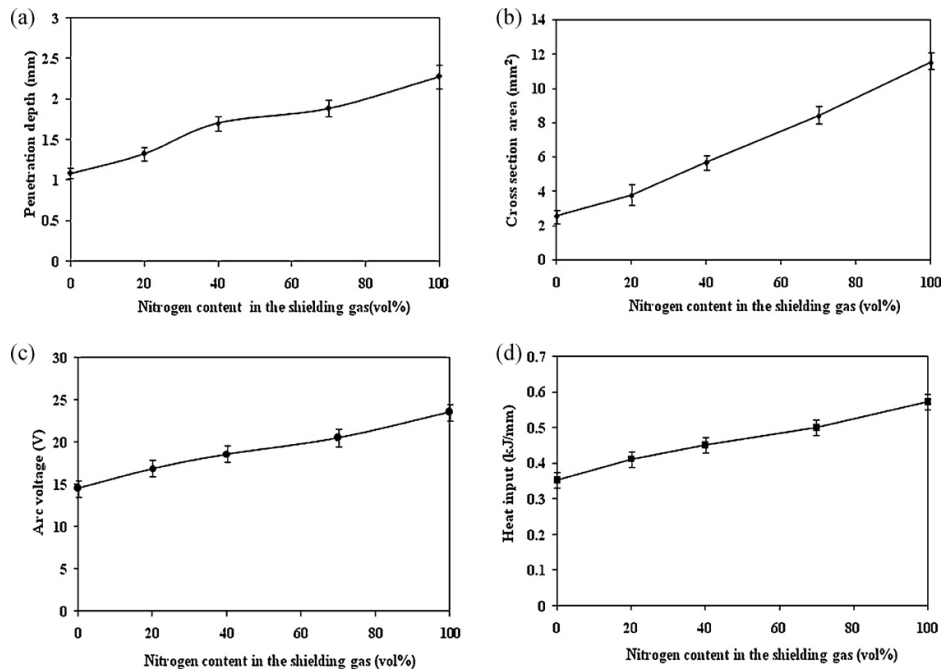 (a)
3
2.5
2
1.5
1
0.5
0
Penetration depth (mm)
0 20 40 60 80 100
Nitrogen content in the shielding gas(vol%)
(b)
14
12
10
8
6
4
2
0
Cross section area (mm²)
0 20 40 60 80 100
Nitrogen content in the shielding gas (vol%)
(c)
30
25
20
15
10
5
0
Arc voltage (V)
0 20 40 60 80 100
Nitrogen content in the shielding gas (vol%)
(d)
0.7
0.6
0.5
0.4
0.3
0.2
0.1
0
Heat input (kJ/mm)
0 20 40 60 80 100
Nitrogen content in the shielding gas (vol%)